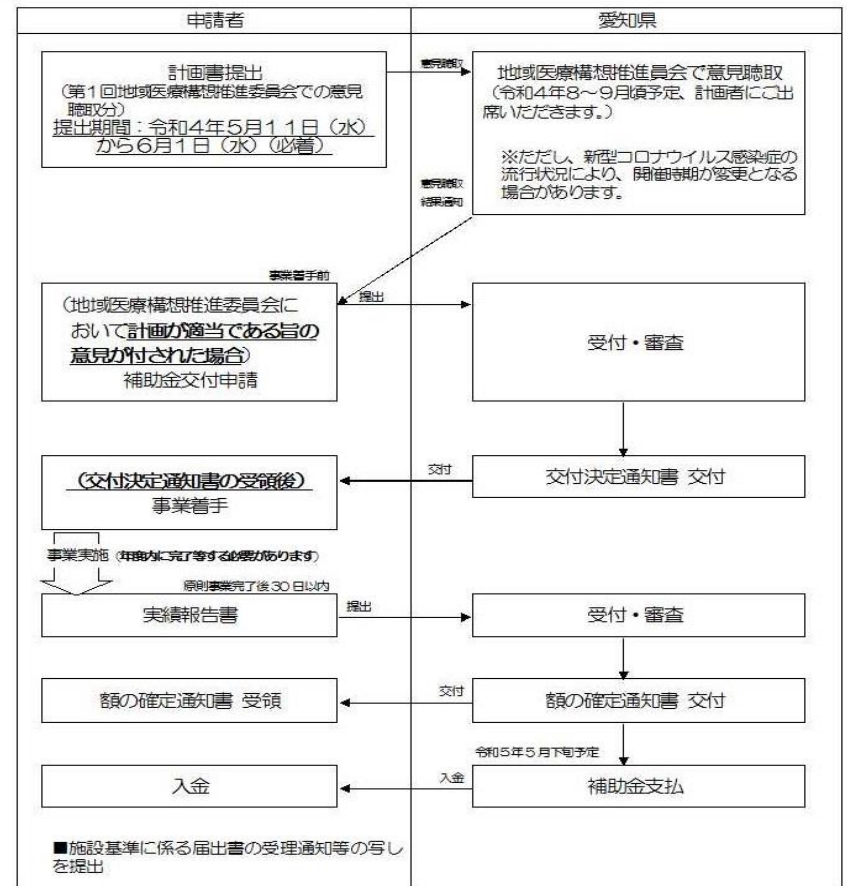 申請者
愛知県
計画書提出
(第1回地域医療構想推進委員会での意見
聴取分)
提出期間:令和4年5月11日(水)
から6月1日(水)(必着)
意見聴取
地域医療構想推進員会で意見聴取
(令和4年8~9月頃予定、計画者にご出
席いただきます。)
※ただし、新型コロナウイルス感染症の
流行状況により、開催時期が変更となる
場合があります。
意見聴取
結果通知
事業着手前
(地域医療構想推進委員会に
おいて計画が適当である旨の
意見が付された場合)
補助金交付申請
提出
受付・審査
(交付決定通知書の受領後)
事業着手
交付
交付決定通知書 交付
事業実施(年度内に完了等する必要があります)
原則事業完了後30日以内
実績報告書
提出
受付・審査
額の確定通知書 受領
交付
額の確定通知書 交付
令和5年5月下旬予定
入金
入金
補助金支払
■施設基準に係る届出書の受理通知等の写し
を提出